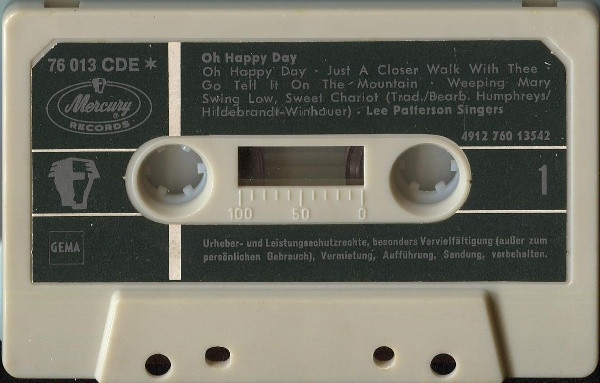 76 013 CDE *
Mercury
®
RECORDS
Oh Happy Day
Oh Happy Day · Just A Closer Walk With Thee ·
Go Tell It On The Mountain · Weeping Mary
Swing Low, Sweet Chariot (Trad./Bearb. Humphreys/
Hildebrandt-Winhauer) · Lee Patterson Singers
4912 760 13542
1
100 50 0
GEMA
Urheber- und Leistungsschutzrechte, besonders Vervielfältigung (außer zum
persönlichen Gebrauch), Vermietung, Aufführung, Sendung, vorbehalten.